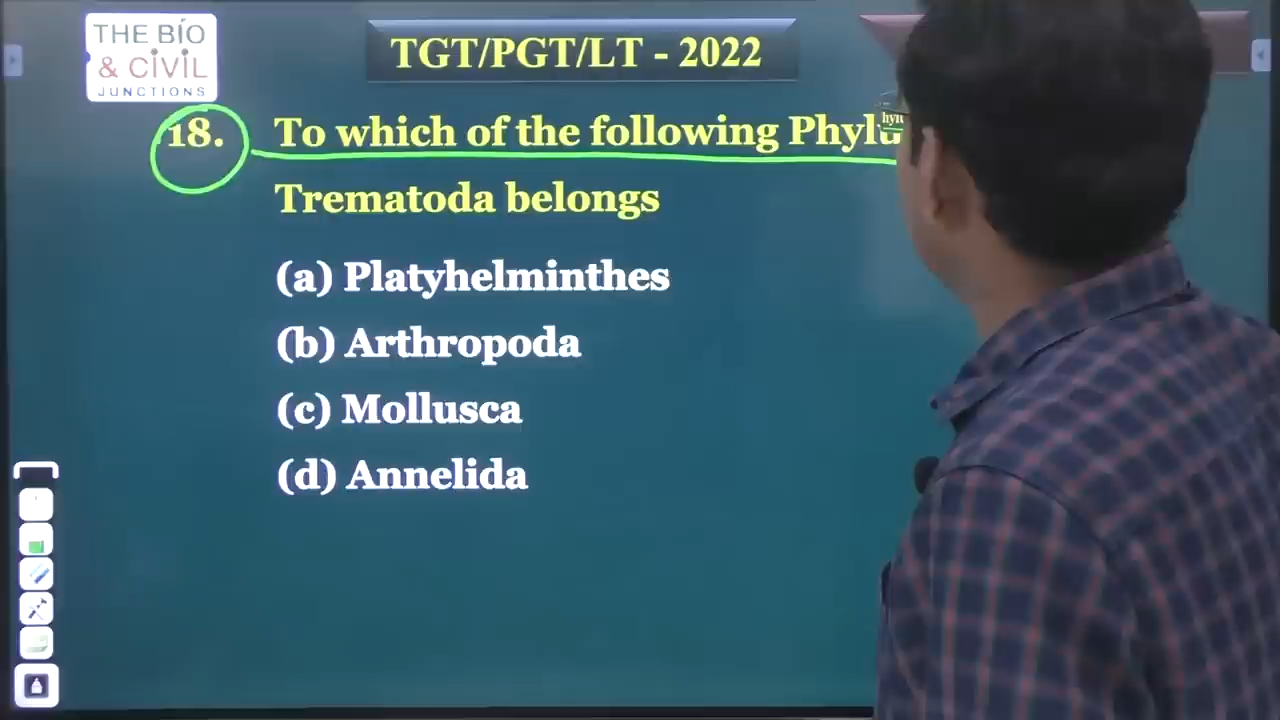 THE BIO
& CIVIL
JUNCTIONS
TGT/PGT/LT - 2022
18. To which of the following
Trematoda belongs
(a) Platyhelminthes
(b) Arthropoda
(c) Mollusca
(d) Annelida